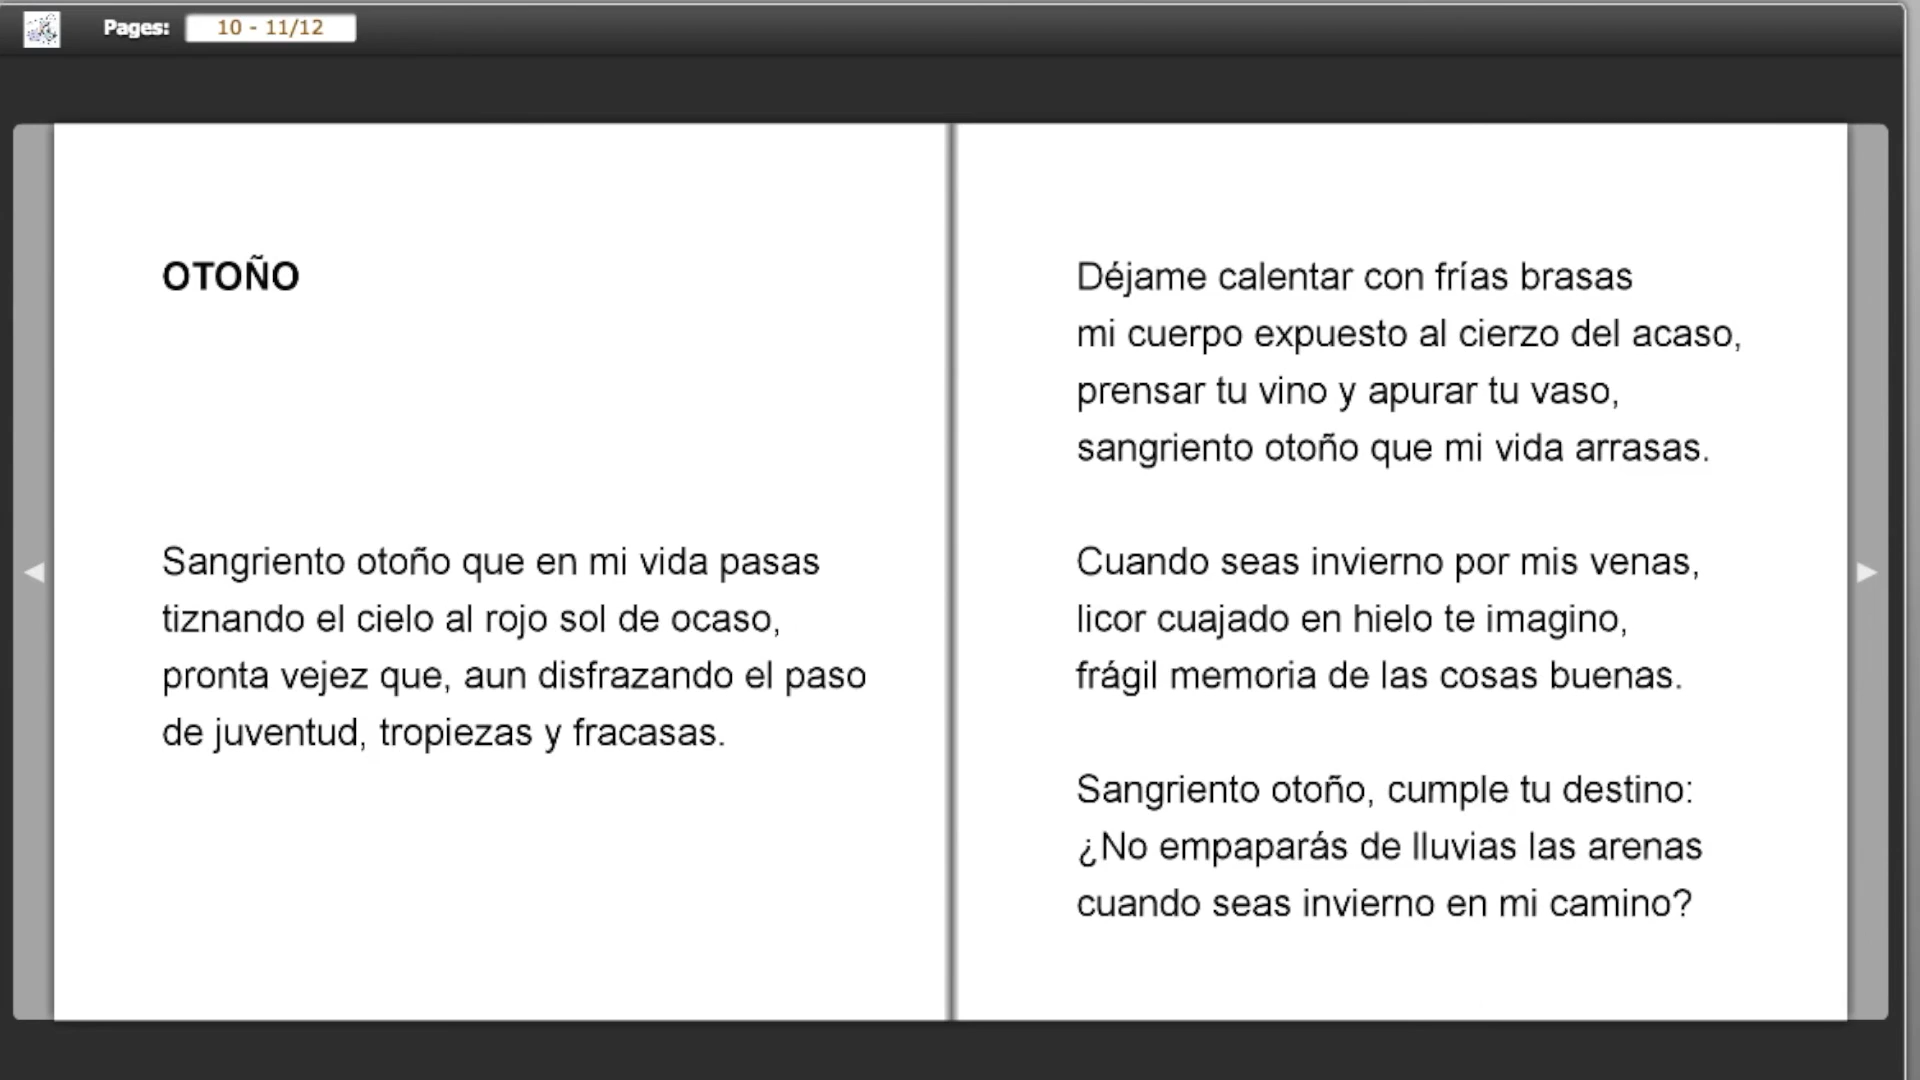 Pages: 10 - 11/12
OTOÑO
Sangriento otoño que en mi vida pasas
tiznando el cielo al rojo sol de ocaso,
pronta vejez que, aun disfrazando el paso
de juventud, tropiezas y fracasas.
Déjame calentar con frías brasas
mi cuerpo expuesto al cierzo del acaso,
prensar tu vino y apurar tu vaso,
sangriento otoño que mi vida arrasas.
Cuando seas invierno por mis venas,
licor cuajado en hielo te imagino,
frágil memoria de las cosas buenas.
Sangriento otoño, cumple tu destino:
¿No empaparás de lluvias las arenas
cuando seas invierno en mi camino?